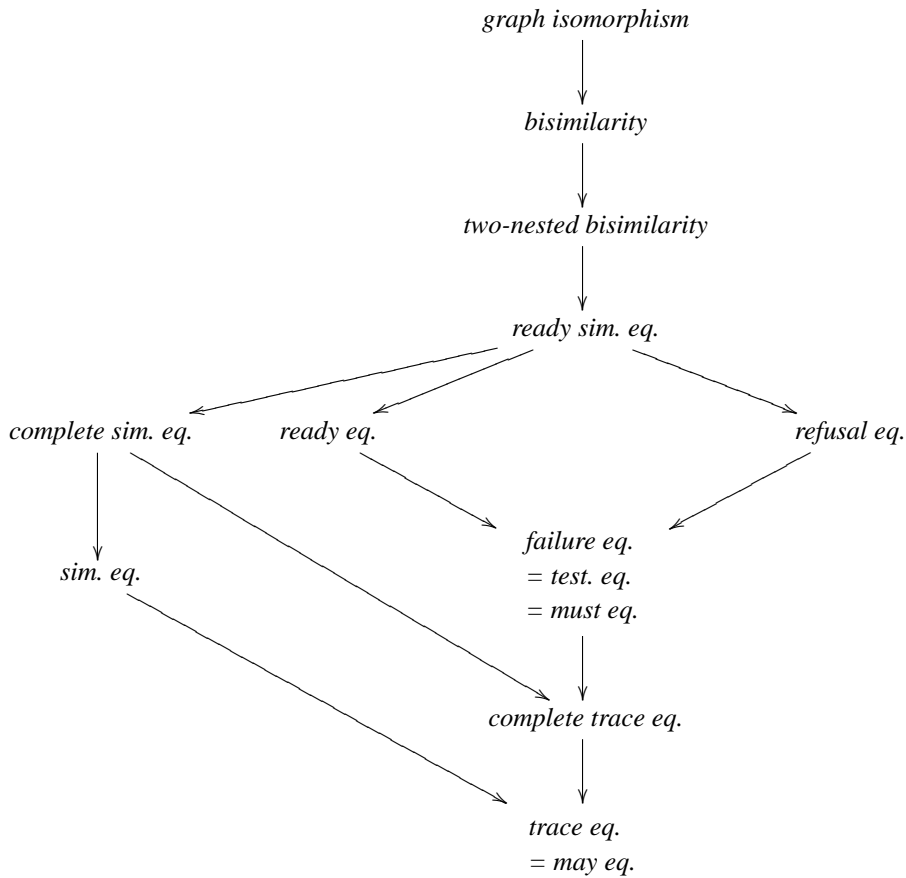 graph isomorphism
bisimilarity
two-nested bisimilarity
ready sim. eq.
complete sim. eq.
ready eq.
refusal eq.
failure eq.
= test. eq.
= must eq.
sim. eq.
complete trace eq.
trace eq.
= may eq.